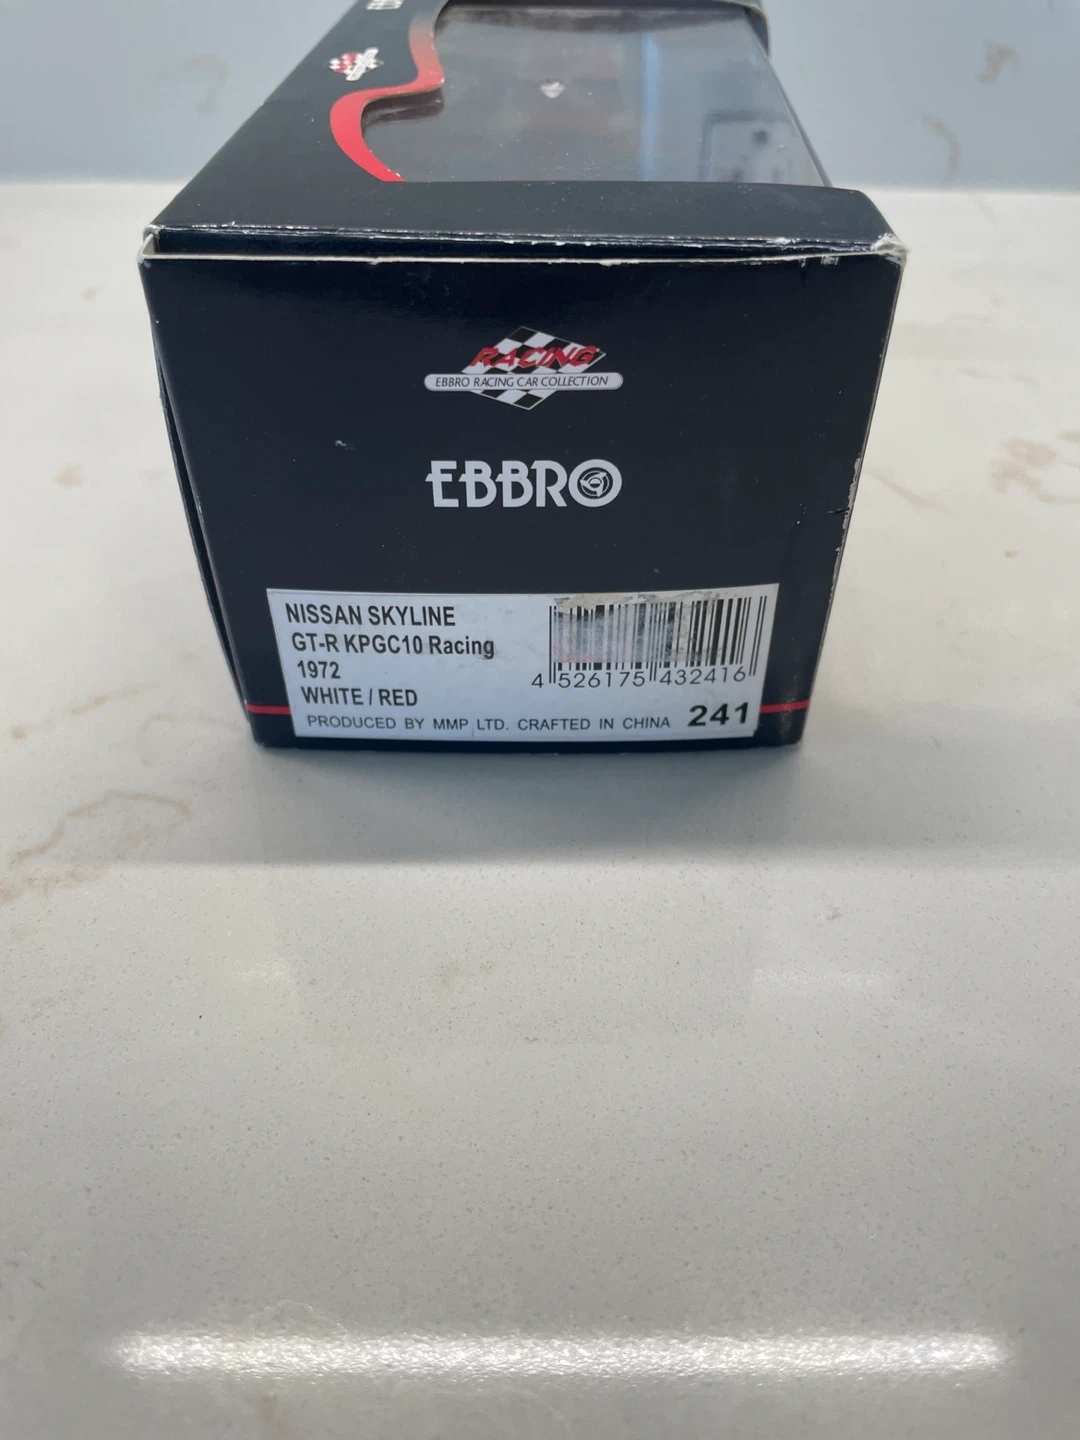 RACING
EBBRO RACING CAR COLLECTION
EBBRO
NISSAN SKYLINE
GT-R KPGC10 Racing
1972
WHITE / RED
4 526175 432416
PRODUCED BY MMP LTD. CRAFTED IN CHINA 241